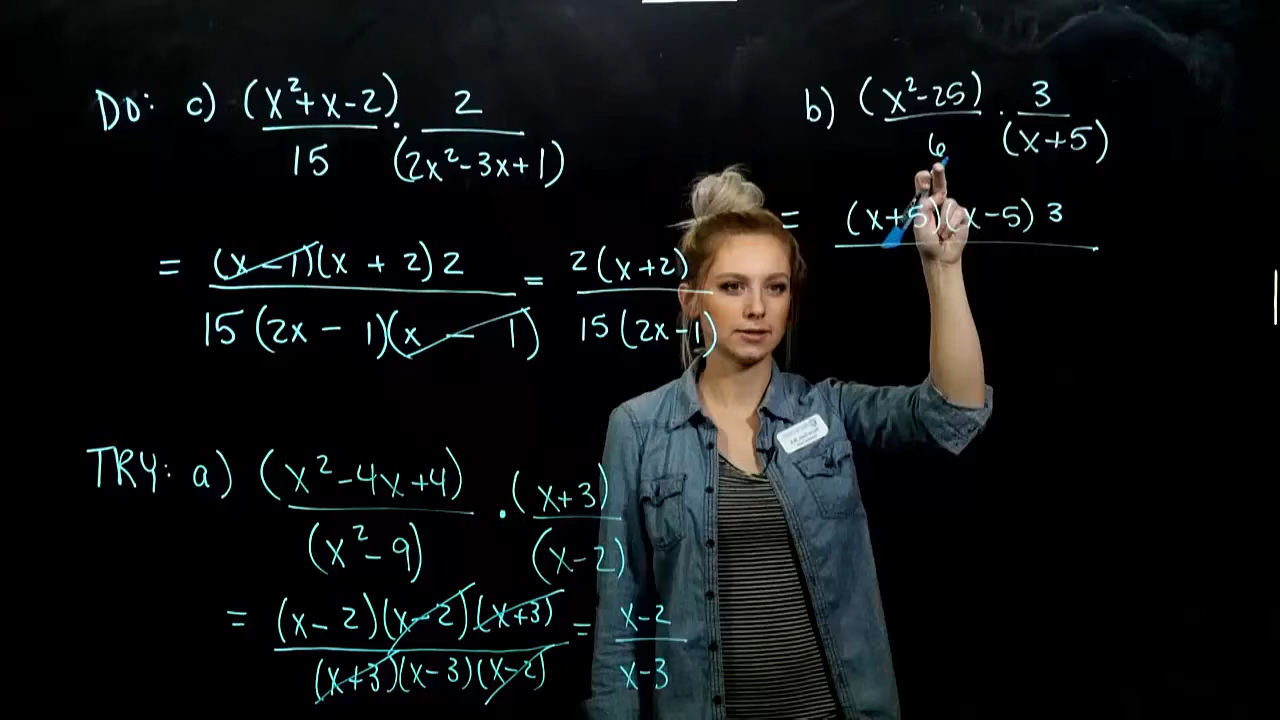 DO: c) (x²+x-2)/15 · 2/(2x²-3x+1)
= (x-1)(x+2)2/15(2x-1)(x-1) = 2(x+2)/15(2x-1)
TRY: a) (x²-4x+4)/(x²-9) · (x+3)/(x-2)
= (x-2)(x-2)(x+3)/(x+3)(x-3)(x-2) = x-2/x-3
b) (x²-25)/6 · 3/(x+5)
= (x+5)(x-5)3